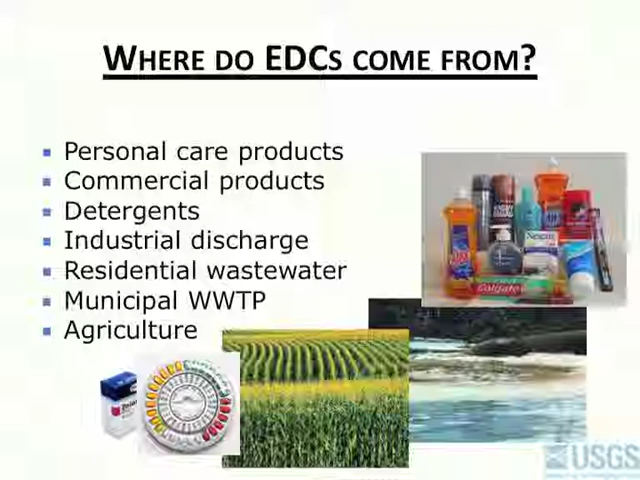 WHERE DO EDCS COME FROM?
Personal care products
Commercial products
Detergents
Industrial discharge
Residential wastewater
Municipal WWTP
Agriculture
Colgate
USGS